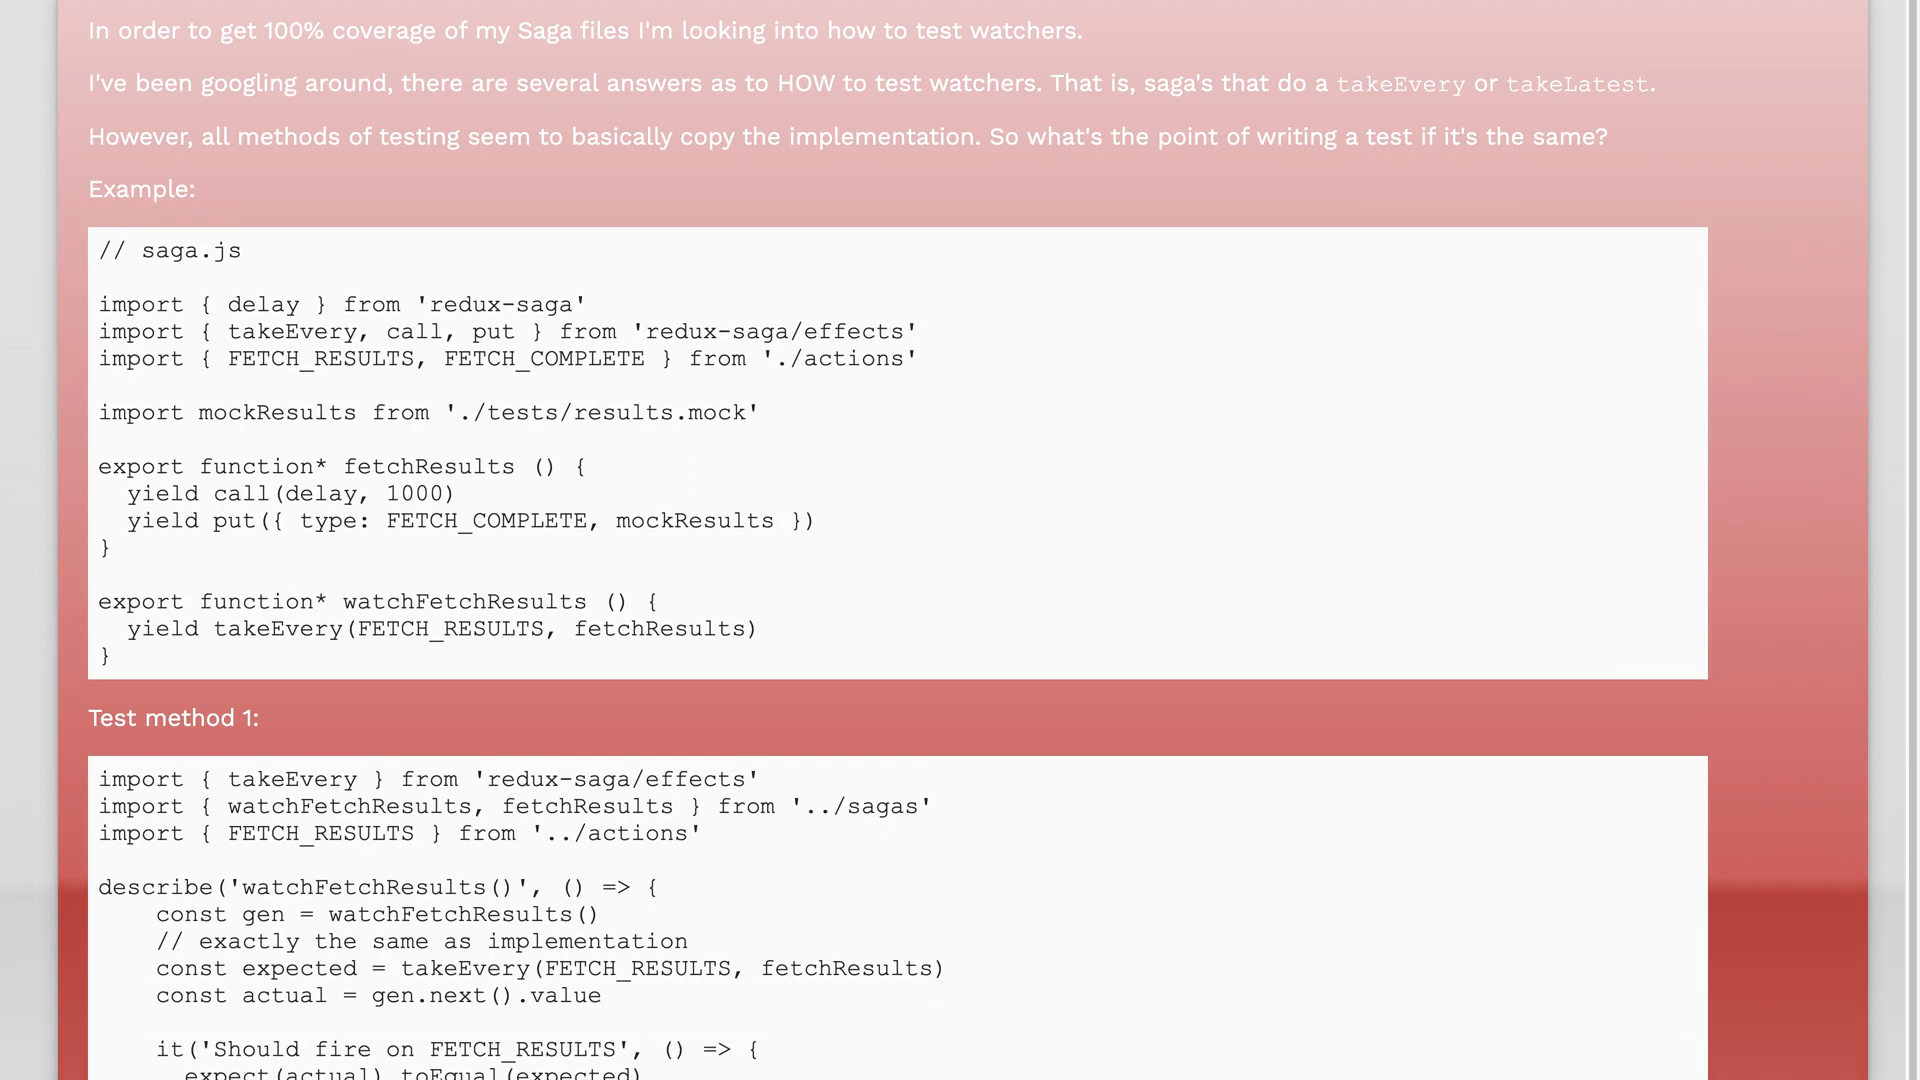 In order to get 100% coverage of my Saga files I'm looking into how to test watchers.
I've been googling around, there are several answers as to HOW to test watchers. That is, saga's that do a takeEvery or takeLatest.
However, all methods of testing seem to basically copy the implementation. So what's the point of writing a test if it's the same?
Example:
// saga.js
import { delay } from 'redux-saga'
import { takeEvery, call, put } from 'redux-saga/effects'
import { FETCH_RESULTS, FETCH_COMPLETE } from './actions'
import mockResults from './tests/results.mock'
export function* fetchResults () {
  yield call(delay, 1000)
  yield put({ type: FETCH_COMPLETE, mockResults })
}
export function* watchFetchResults () {
  yield takeEvery(FETCH_RESULTS, fetchResults)
}
Test method 1:
import { takeEvery } from 'redux-saga/effects'
import { watchFetchResults, fetchResults } from '../sagas'
import { FETCH_RESULTS } from '../actions'
describe('watchFetchResults()', () => {
    const gen = watchFetchResults()
    // exactly the same as implementation
    const expected = takeEvery(FETCH_RESULTS, fetchResults)
    const actual = gen.next().value
    it('Should fire on FETCH_RESULTS', () => {
      expect(actual).toEqual(expected)